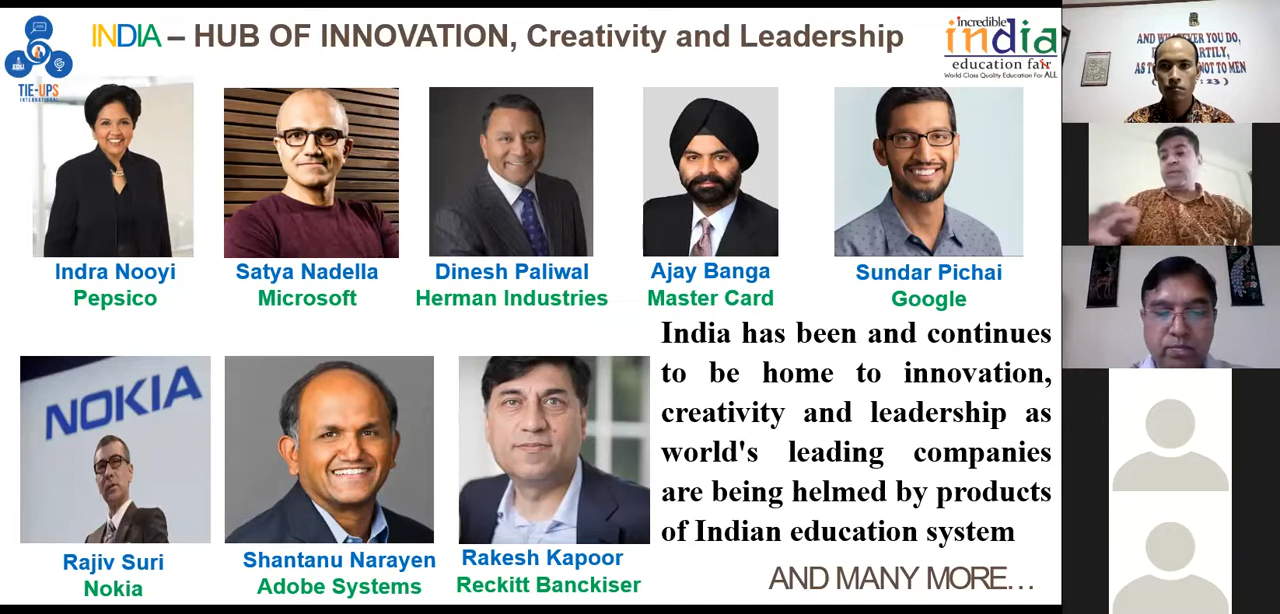 INDIA – HUB OF INNOVATION, Creativity and Leadership
EDU
TIE-UPS
INTERNATIONAL
incredible
india
education fair
World Class Quality Education For ALL
Indra Nooyi
Pepsico
Satya Nadella
Microsoft
Dinesh Paliwal
Herman Industries
Ajay Banga
Master Card
Sundar Pichai
Google
NOKIA
Rajiv Suri
Nokia
Shantanu Narayen
Adobe Systems
Rakesh Kapoor
Reckitt Banckiser
India has been and continues
to be home to innovation,
creativity and leadership as
world's leading companies
are being helmed by products
of Indian education system
AND MANY MORE...
AND WHATEVER YOU DO,
NOT TO MEN